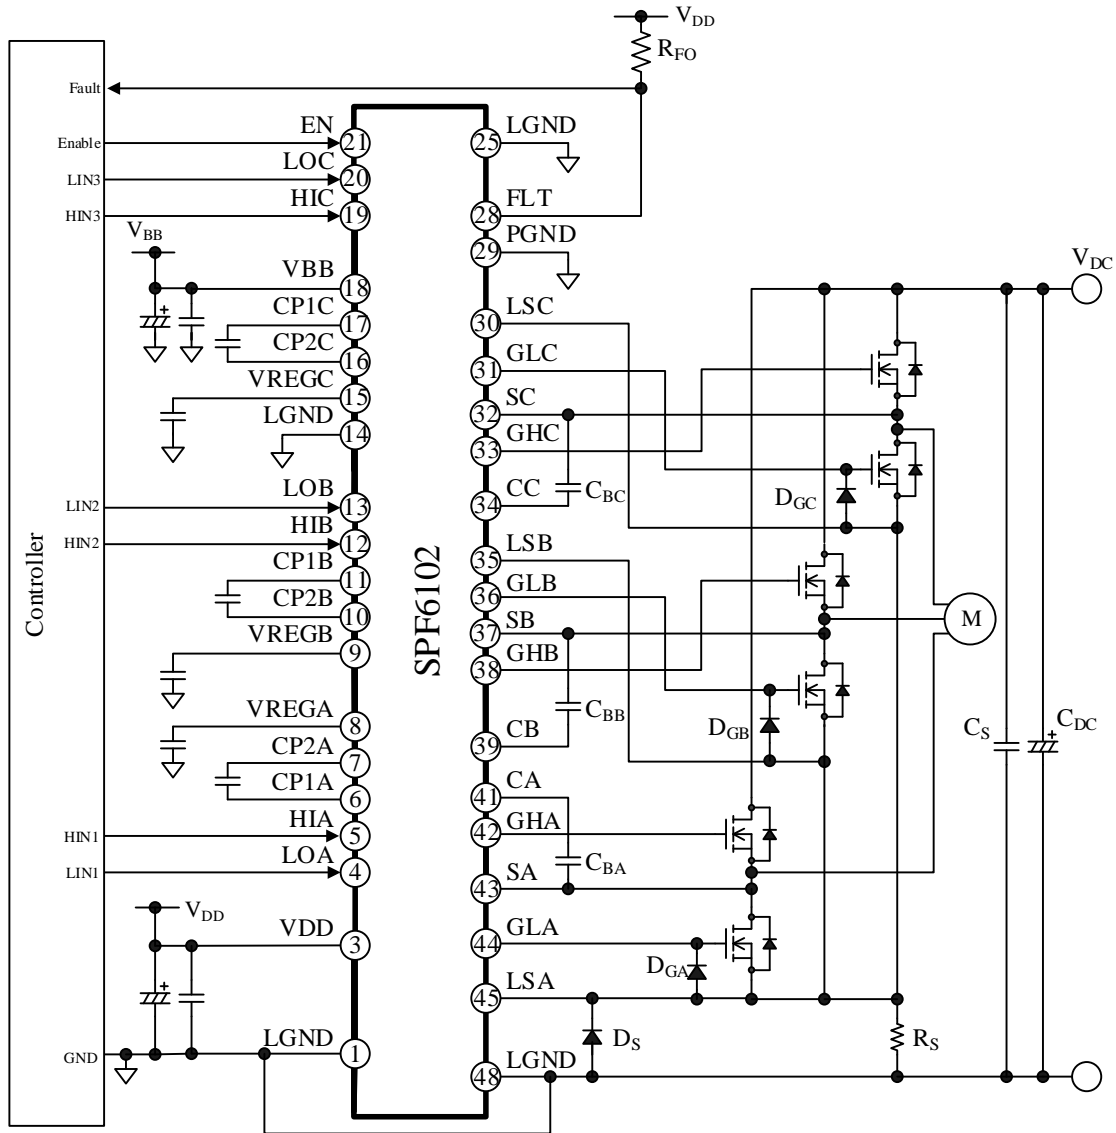 V_DD
R_FO
Fault
EN
LGND
Enable
21
25
LOC
LIN3
20
HIC
FLT
HIN3
19
28
V_BB
PGND
29
VBB
V_DC
18
CP1C
LSC
17
30
CP2C
16
GLC
31
VREGC
15
SC
32
LGND
14
GHC
33
CC
C_BC
D_GC
34
LOB
LIN2
13
HIB
HIN2
12
LSB
35
CP1B
11
GLB
36
CP2B
10
SB
37
VREGB
9
GHB
38
Controller
SPF6102
M
C_BB
D_GB
C_S
C_DC
VREGA
8
CB
39
CP2A
7
CA
41
CP1A
6
GHA
42
HIA
HIN1
5
LOA
LIN1
4
C_BA
SA
43
V_DD
VDD
3
GLA
44
D_GA
LSA
45
D_S
R_S
LGND
GND
1
LGND
48